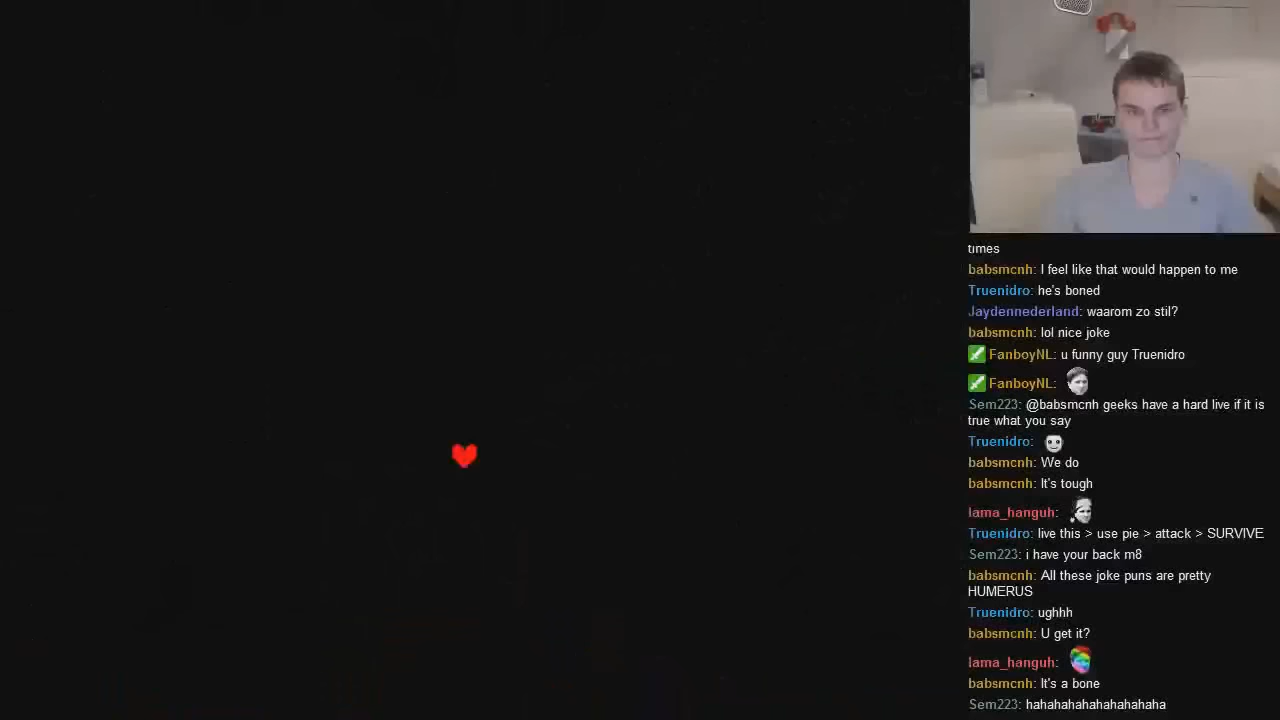 times
babsmcnh: I feel like that would happen to me
Truenidro: he's boned
Jaydennederland: waarom zo stil?
babsmcnh: lol nice joke
FanboyNL: u funny guy Truenidro
FanboyNL:
Sem223: @babsmcnh geeks have a hard live if it is
true what you say
Truenidro:
babsmcnh: We do
babsmcnh: It's tough
lama_hanguh:
Truenidro: live this > use pie > attack > SURVIVE
Sem223: i have your back m8
babsmcnh: All these joke puns are pretty
HUMERUS
Truenidro: ughhh
babsmcnh: U get it?
lama_hanguh:
babsmcnh: It's a bone
Sem223: hahahahahahahahahaha